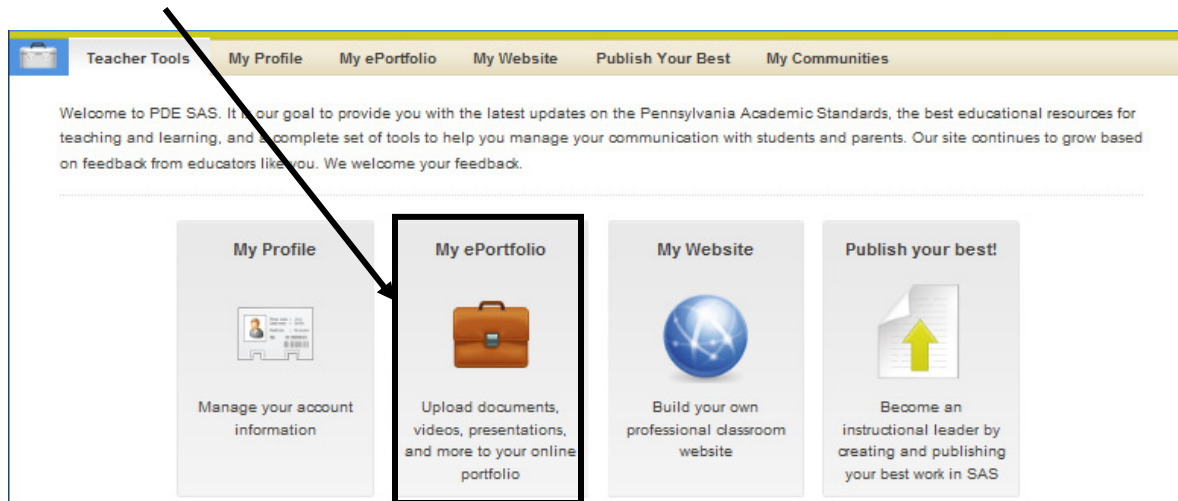 Teacher Tools My Profile My ePortfolio My Website Publish Your Best My Communities
Welcome to PDE SAS. It is our goal to provide you with the latest updates on the Pennsylvania Academic Standards, the best educational resources for
teaching and learning, and a complete set of tools to help you manage your communication with students and parents. Our site continues to grow based
on feedback from educators like you. We welcome your feedback.
My Profile
Manage your account
information
My ePortfolio
Upload documents,
videos, presentations,
and more to your online
portfolio
My Website
Build your own
professional classroom
website
Publish your best!
Become an
instructional leader by
creating and publishing
your best work in SAS